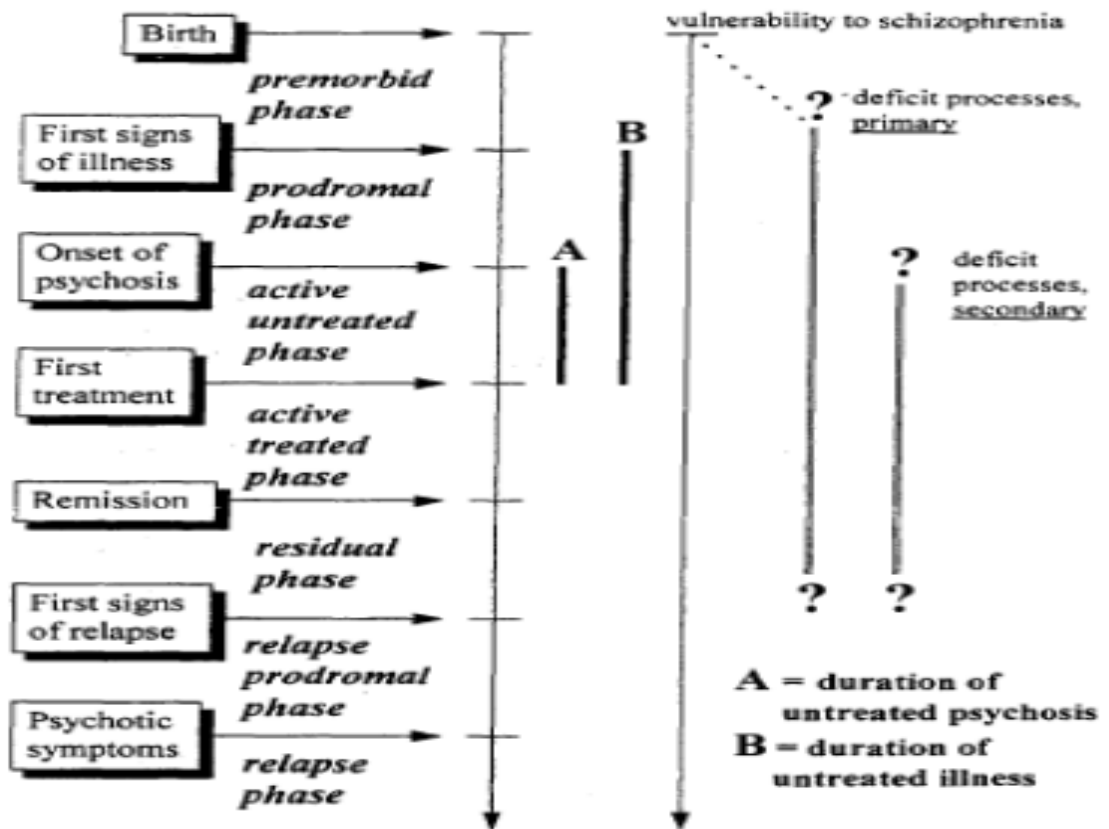 Birth
premorbid
phase
First signs
of illness
prodromal
phase
Onset of
psychosis
active
untreated
phase
First
treatment
active
treated
phase
Remission
residual
phase
First signs
of relapse
relapse
prodromal
phase
Psychotic
symptoms
relapse
phase
A
B
vulnerability to schizophrenia
?
deficit processes,
primary
?
deficit
processes,
secondary
?
?
A = duration of
untreated psychosis
B = duration of
untreated illness